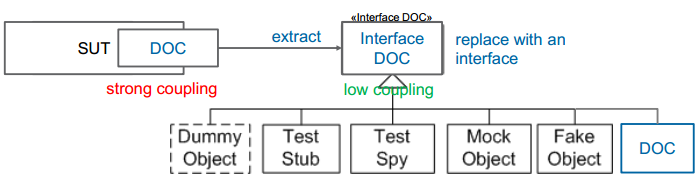 «Interface DOC»
SUT
DOC
extract
Interface
DOC
replace with an
interface
strong coupling
low coupling
Dummy
Object
Test
Stub
Test
Spy
Mock
Object
Fake
Object
DOC